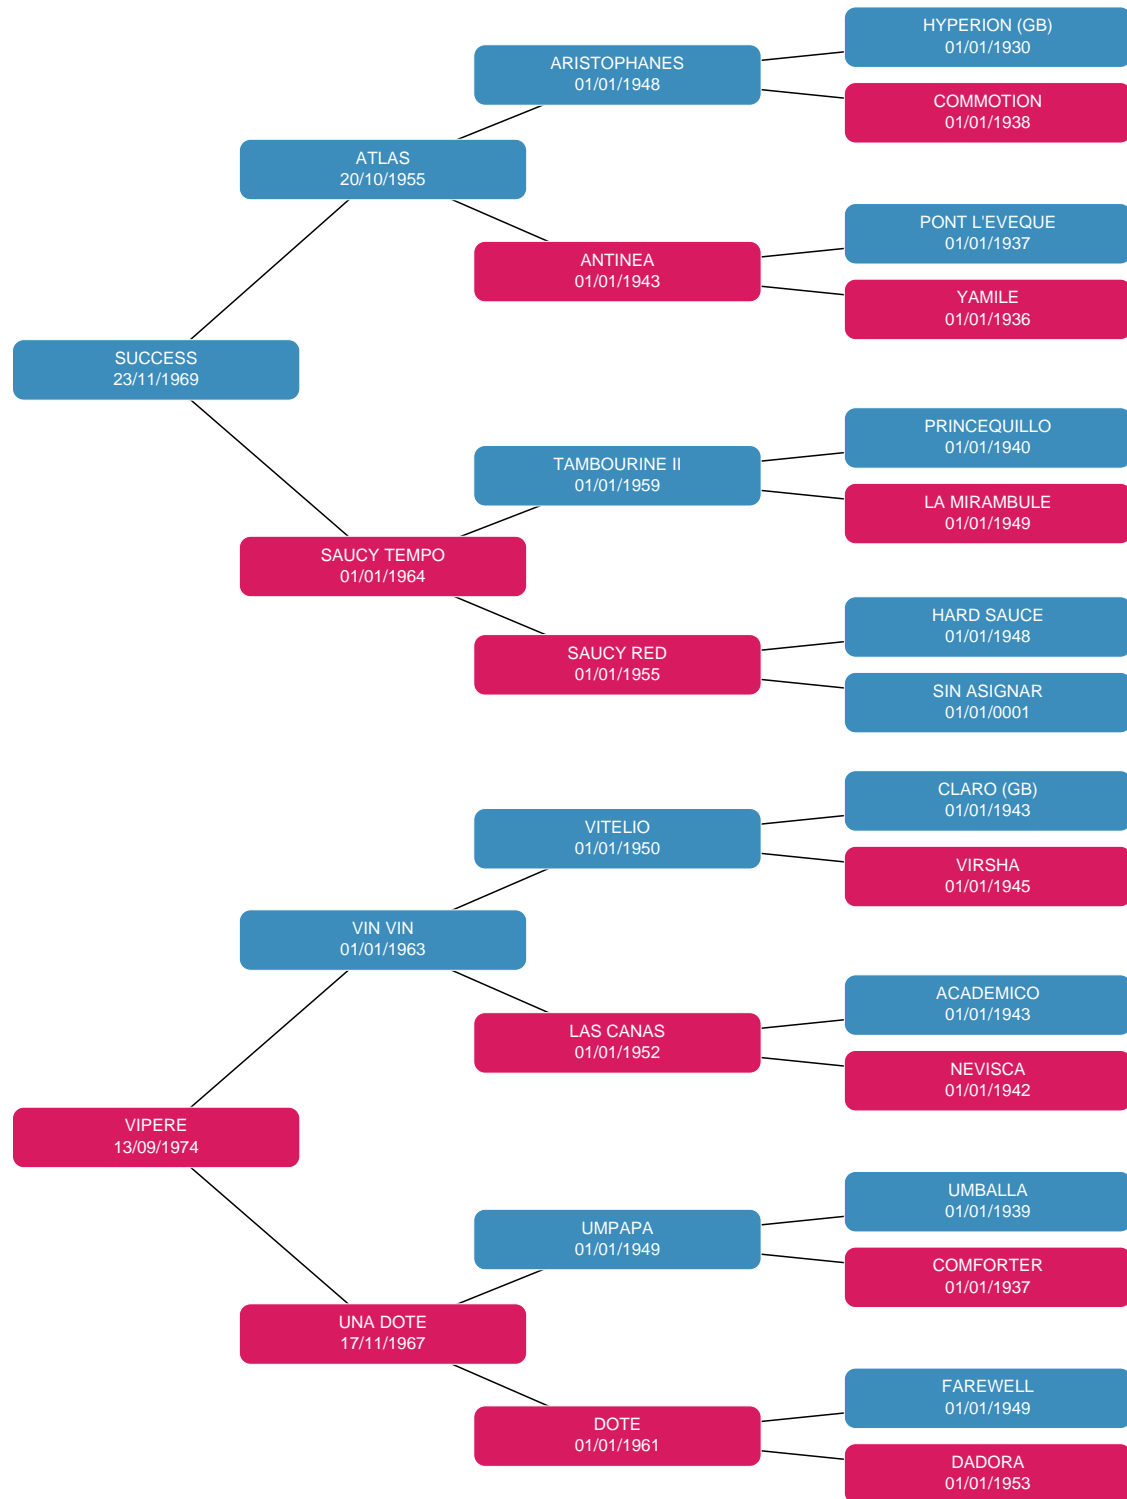 HYPERION (GB)
01/01/1930
ARISTOPHANES
01/01/1948
COMMOTION
01/01/1938
ATLAS
20/10/1955
PONT L'EVEQUE
01/01/1937
ANTINEA
01/01/1943
YAMILE
01/01/1936
SUCCESS
23/11/1969
PRINCEQUILLO
01/01/1940
TAMBOURINE II
01/01/1959
LA MIRAMBULE
01/01/1949
SAUCY TEMPO
01/01/1964
HARD SAUCE
01/01/1948
SAUCY RED
01/01/1955
SIN ASIGNAR
01/01/0001
CLARO (GB)
01/01/1943
VITELIO
01/01/1950
VIRSHA
01/01/1945
VIN VIN
01/01/1963
ACADEMICO
01/01/1943
LAS CANAS
01/01/1952
NEVISCA
01/01/1942
VIPERE
13/09/1974
UMBALLA
01/01/1939
UMPAPA
01/01/1949
COMFORTER
01/01/1937
UNA DOTE
17/11/1967
FAREWELL
01/01/1949
DOTE
01/01/1961
DADORA
01/01/1953